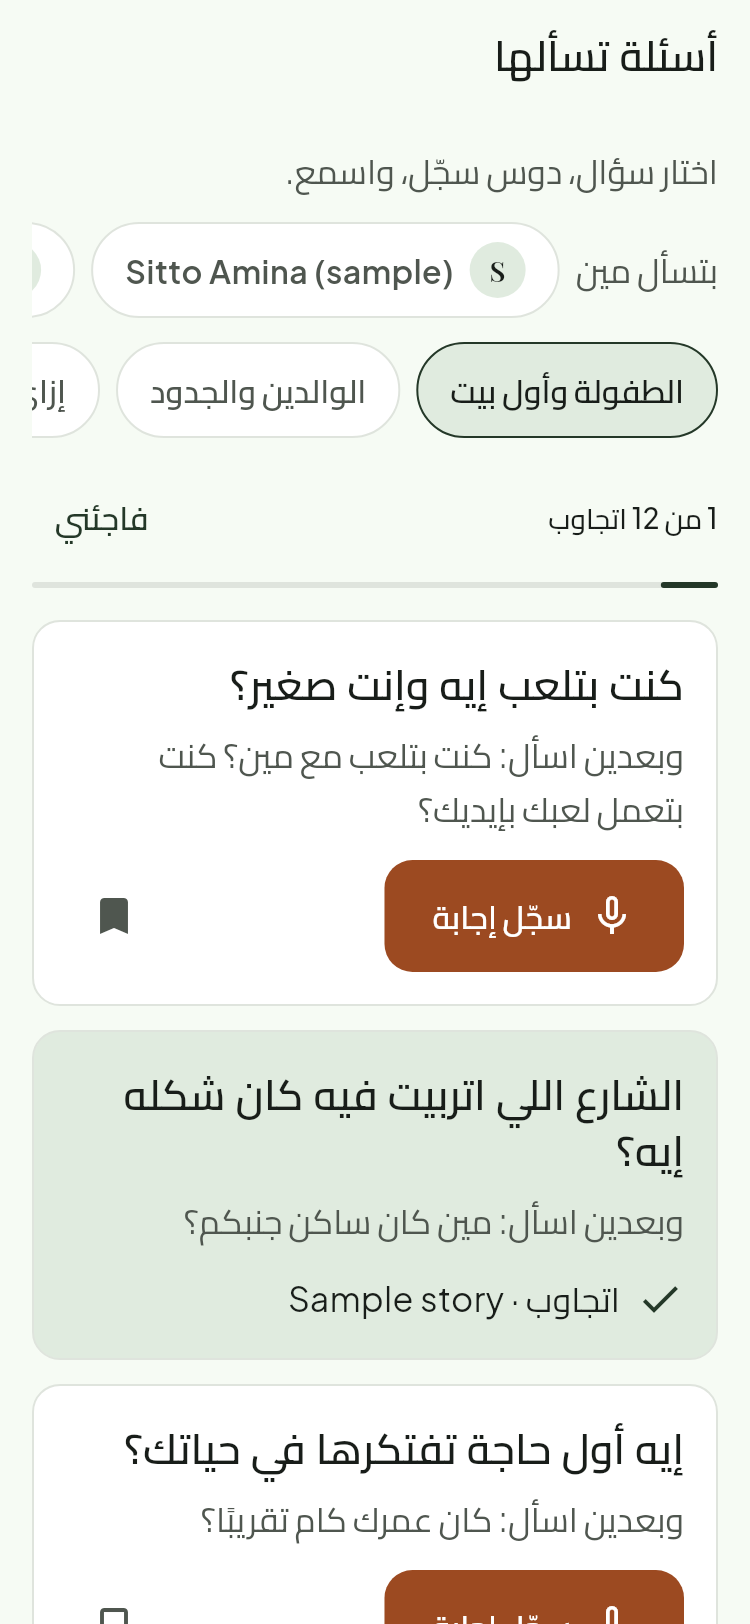 أسئلة تسألها
اختار سؤال، دوس سجّل، واسمع.
بتسأل مين S Sitto Amina (sample)
الطفولة وأول بيت الوالدين والجدود
1 من 12 اتجاوب فاجئني
كنت بتلعب إيه وإنت صغير؟
وبعدين اسأل: كنت بتلعب مع مين؟ كنت
بتعمل لعبك بإيديك؟
سجّل إجابة
الشارع اللي اتربيت فيه كان شكله
إيه؟
وبعدين اسأل: مين كان ساكن جنبكم؟
اتجاوب · Sample story
إيه أول حاجة تفتكرها في حياتك؟
وبعدين اسأل: كان عمرك كام تقريبًا؟